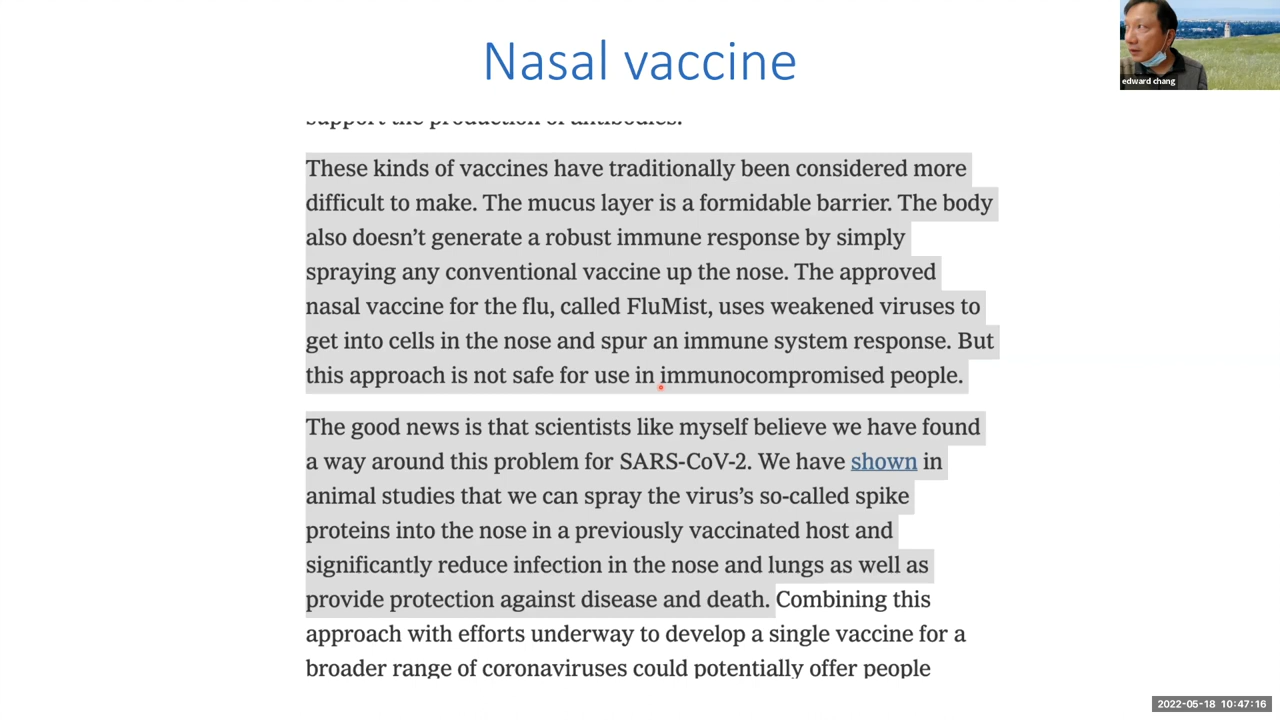 Nasal vaccine
edward chang
support the production of antibodies.
These kinds of vaccines have traditionally been considered more
difficult to make. The mucus layer is a formidable barrier. The body
also doesn’t generate a robust immune response by simply
spraying any conventional vaccine up the nose. The approved
nasal vaccine for the flu, called FluMist, uses weakened viruses to
get into cells in the nose and spur an immune system response. But
this approach is not safe for use in immunocompromised people.
The good news is that scientists like myself believe we have found
a way around this problem for SARS-CoV-2. We have shown in
animal studies that we can spray the virus’s so-called spike
proteins into the nose in a previously vaccinated host and
significantly reduce infection in the nose and lungs as well as
provide protection against disease and death. Combining this
approach with efforts underway to develop a single vaccine for a
broader range of coronaviruses could potentially offer people
2022-05-18 10:47:16